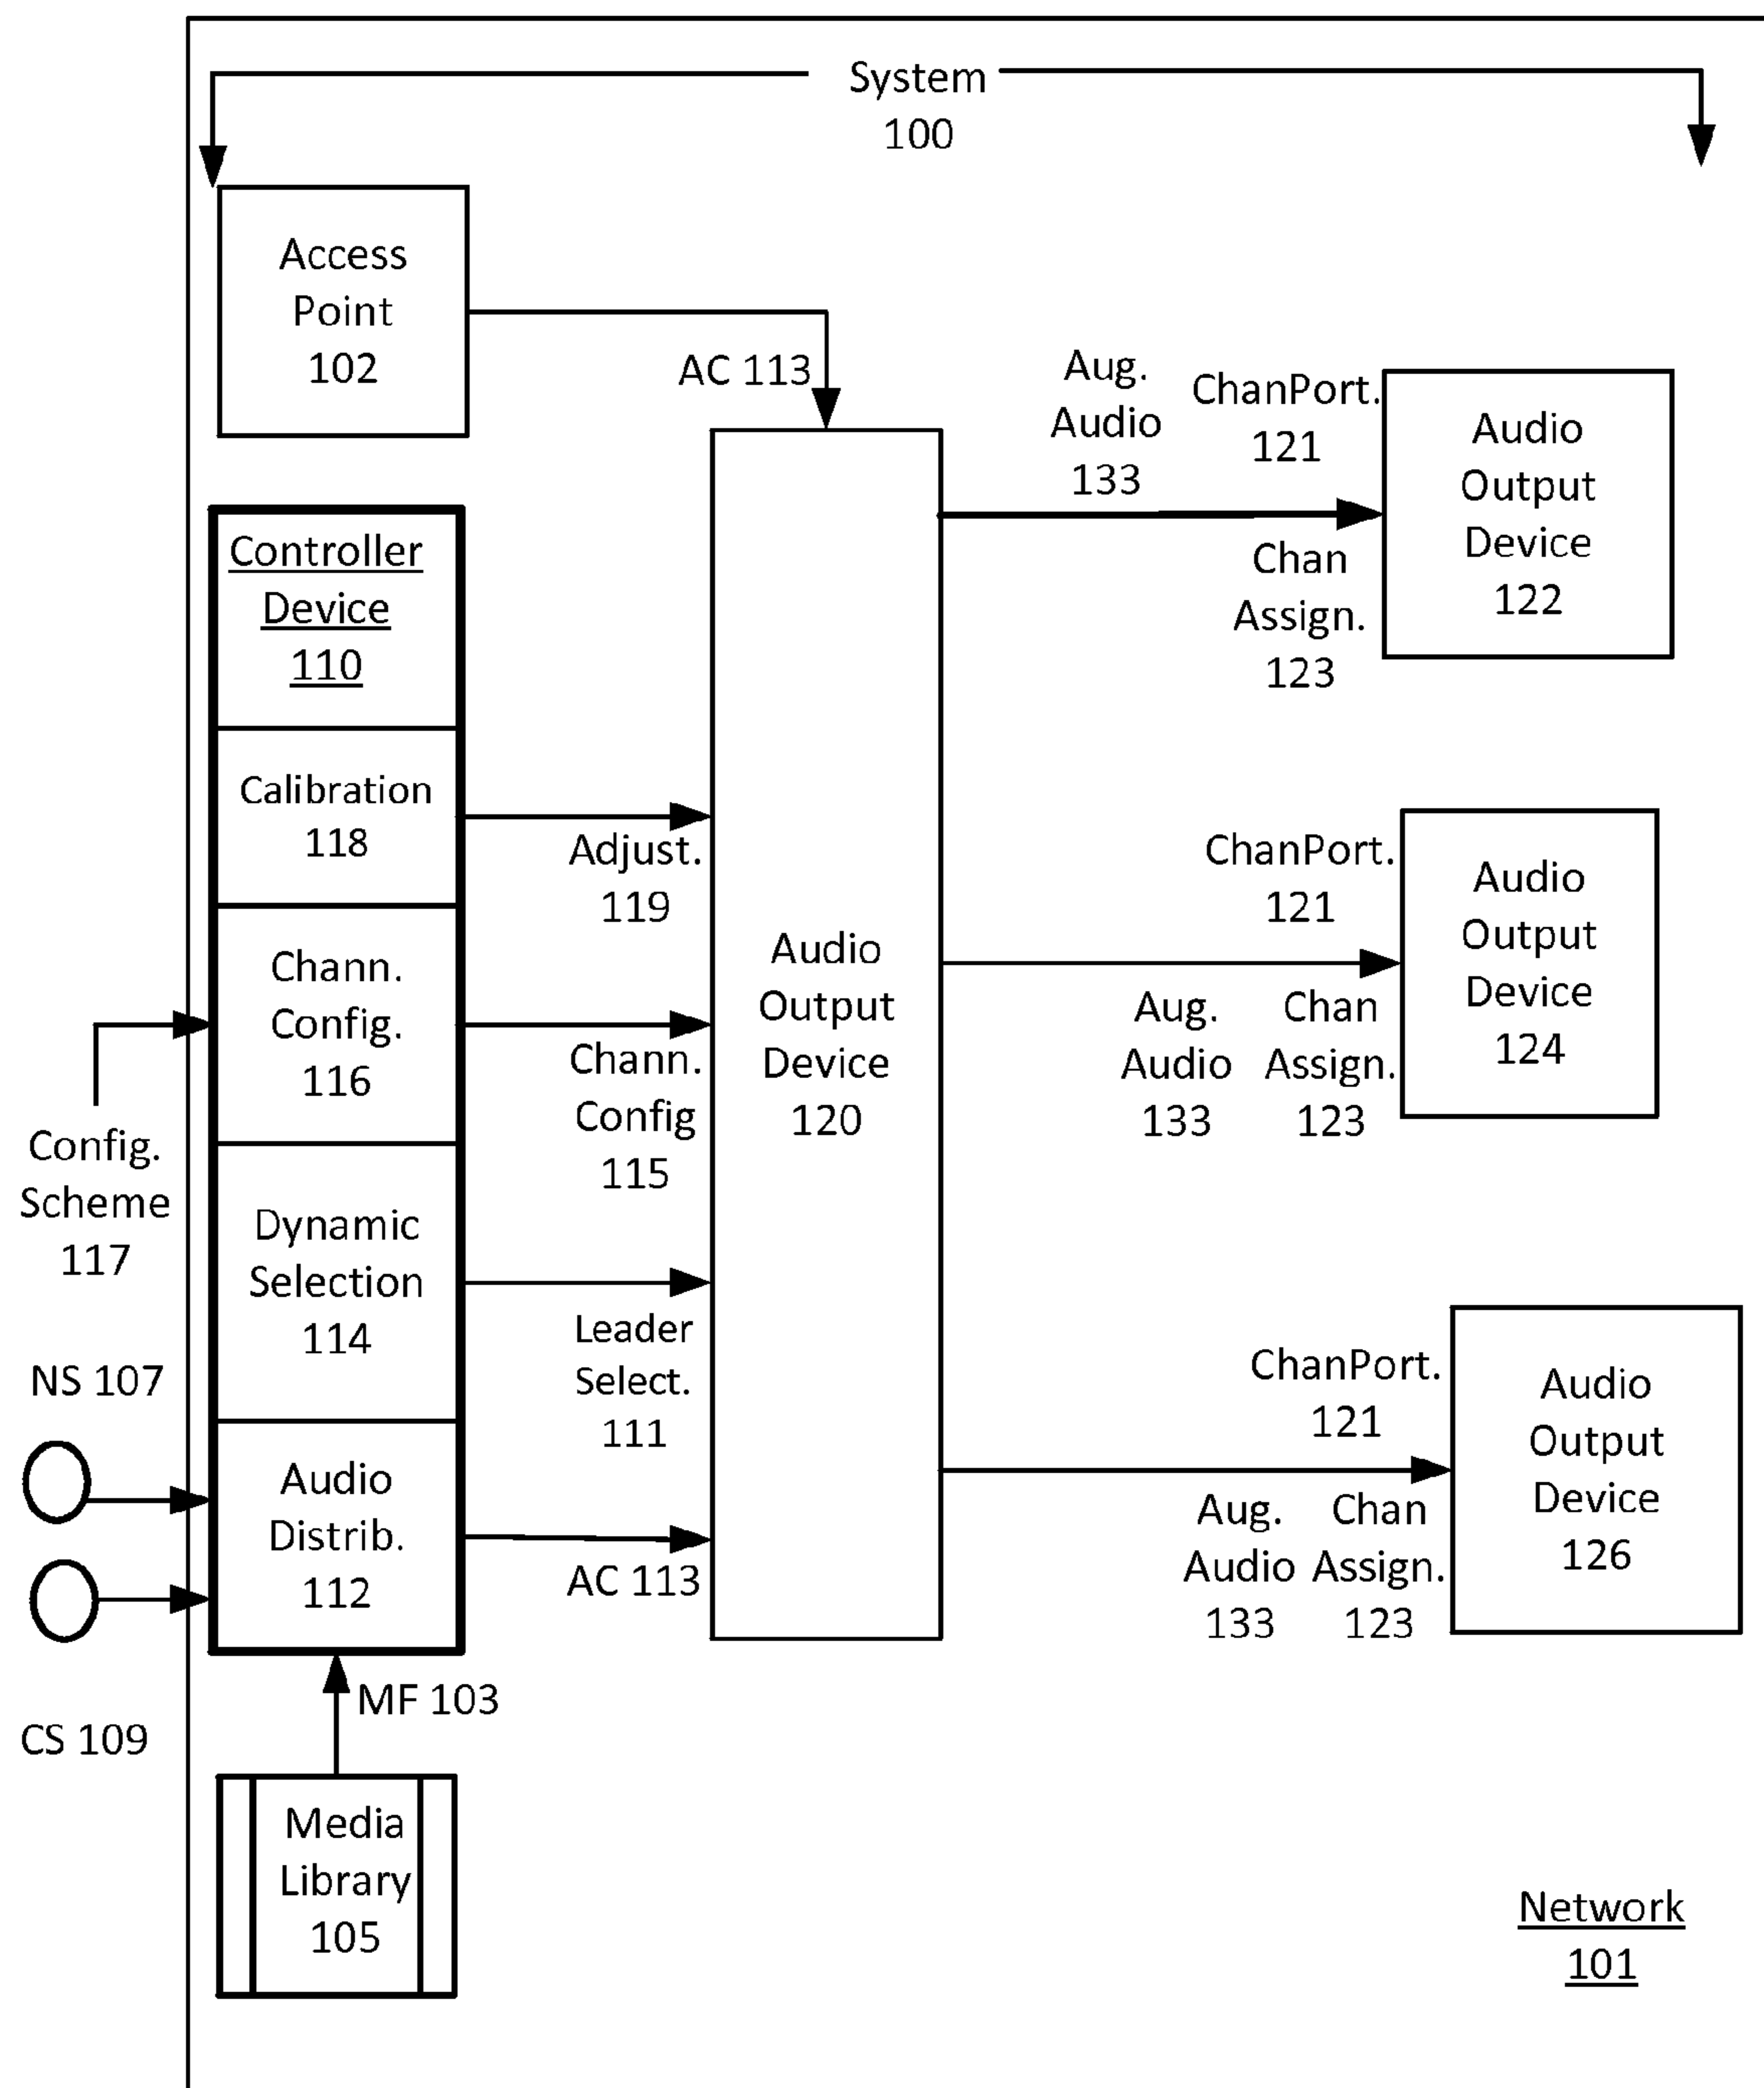 System
100
Access
Point
102
AC 113
Controller
Device
110
Calibration
118
Adjust.
119
Chann.
Config.
116
Chann.
Config
115
Config.
Scheme
117
Dynamic
Selection
114
Leader
Select.
111
NS 107
Audio
Distrib.
112
AC 113
CS 109
MF 103
Media
Library
105
Audio
Output
Device
120
Aug.
Audio
133
ChanPort.
121
Chan
Assign.
123
Audio
Output
Device
122
ChanPort.
121
Aug.
Audio
133
Chan
Assign.
123
Audio
Output
Device
124
ChanPort.
121
Aug.
Audio
133
Chan
Assign.
123
Audio
Output
Device
126
Network
101